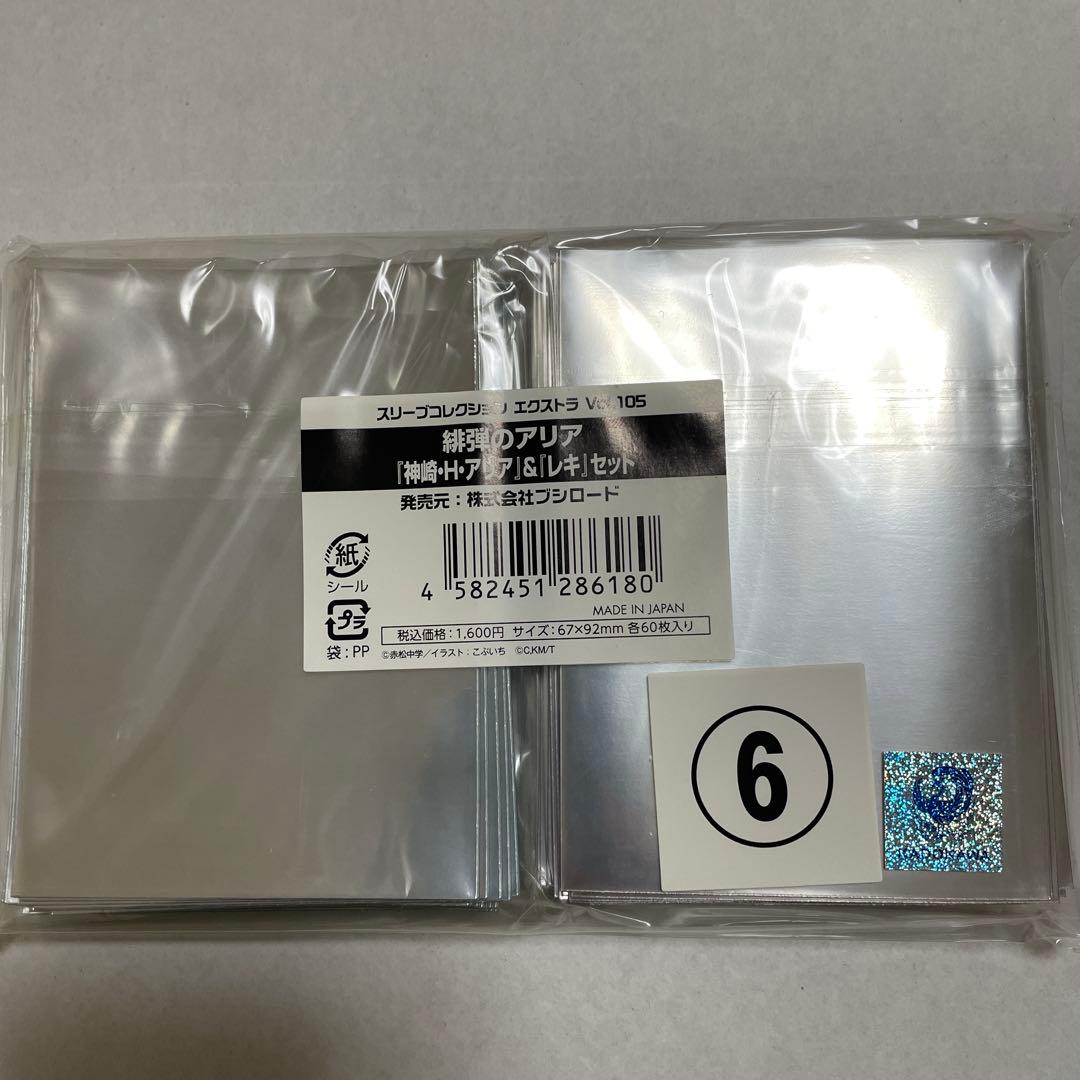 スリーブコレクション エクストラ Vol.105
緋弾のアリア
『神崎・H・アリア』&『レキ』セット
発売元：株式会社ブシロード
紙
シール
プラ
袋：PP
4 582451 286180
MADE IN JAPAN
税込価格：1,600円 サイズ：67×92mm 各60枚入り
©赤松中学／イラスト：こぶいち ©C,KM/T
6
KADOKAWA